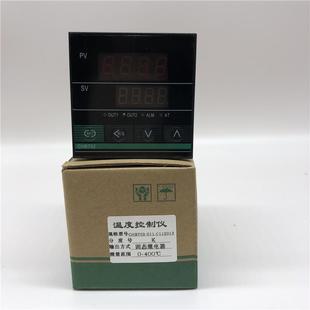 PV
SV
OUT1 OUT2 ALM AT
CHB702
温度控制仪
规格型号
分度号 K
输出方式 固态继电器
测量范围 0-400℃